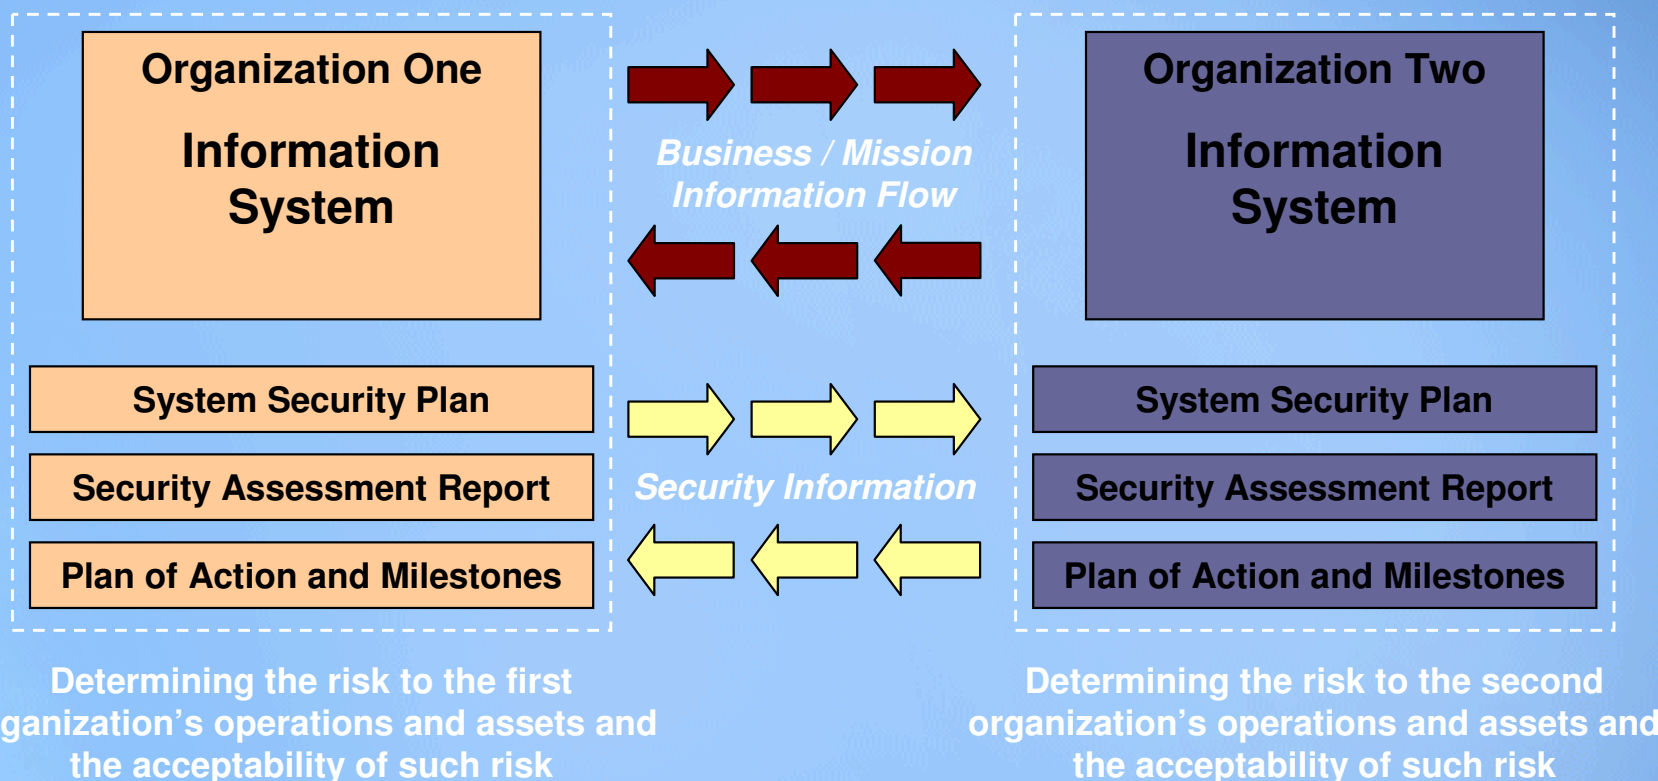 Organization One
Information
System
System Security Plan
Security Assessment Report
Plan of Action and Milestones
Determining the risk to the first
ganization’s operations and assets and
the acceptability of such risk
Business / Mission
Information Flow
Security Information
Organization Two
Information
System
System Security Plan
Security Assessment Report
Plan of Action and Milestones
Determining the risk to the second
organization’s operations and assets and
the acceptability of such risk